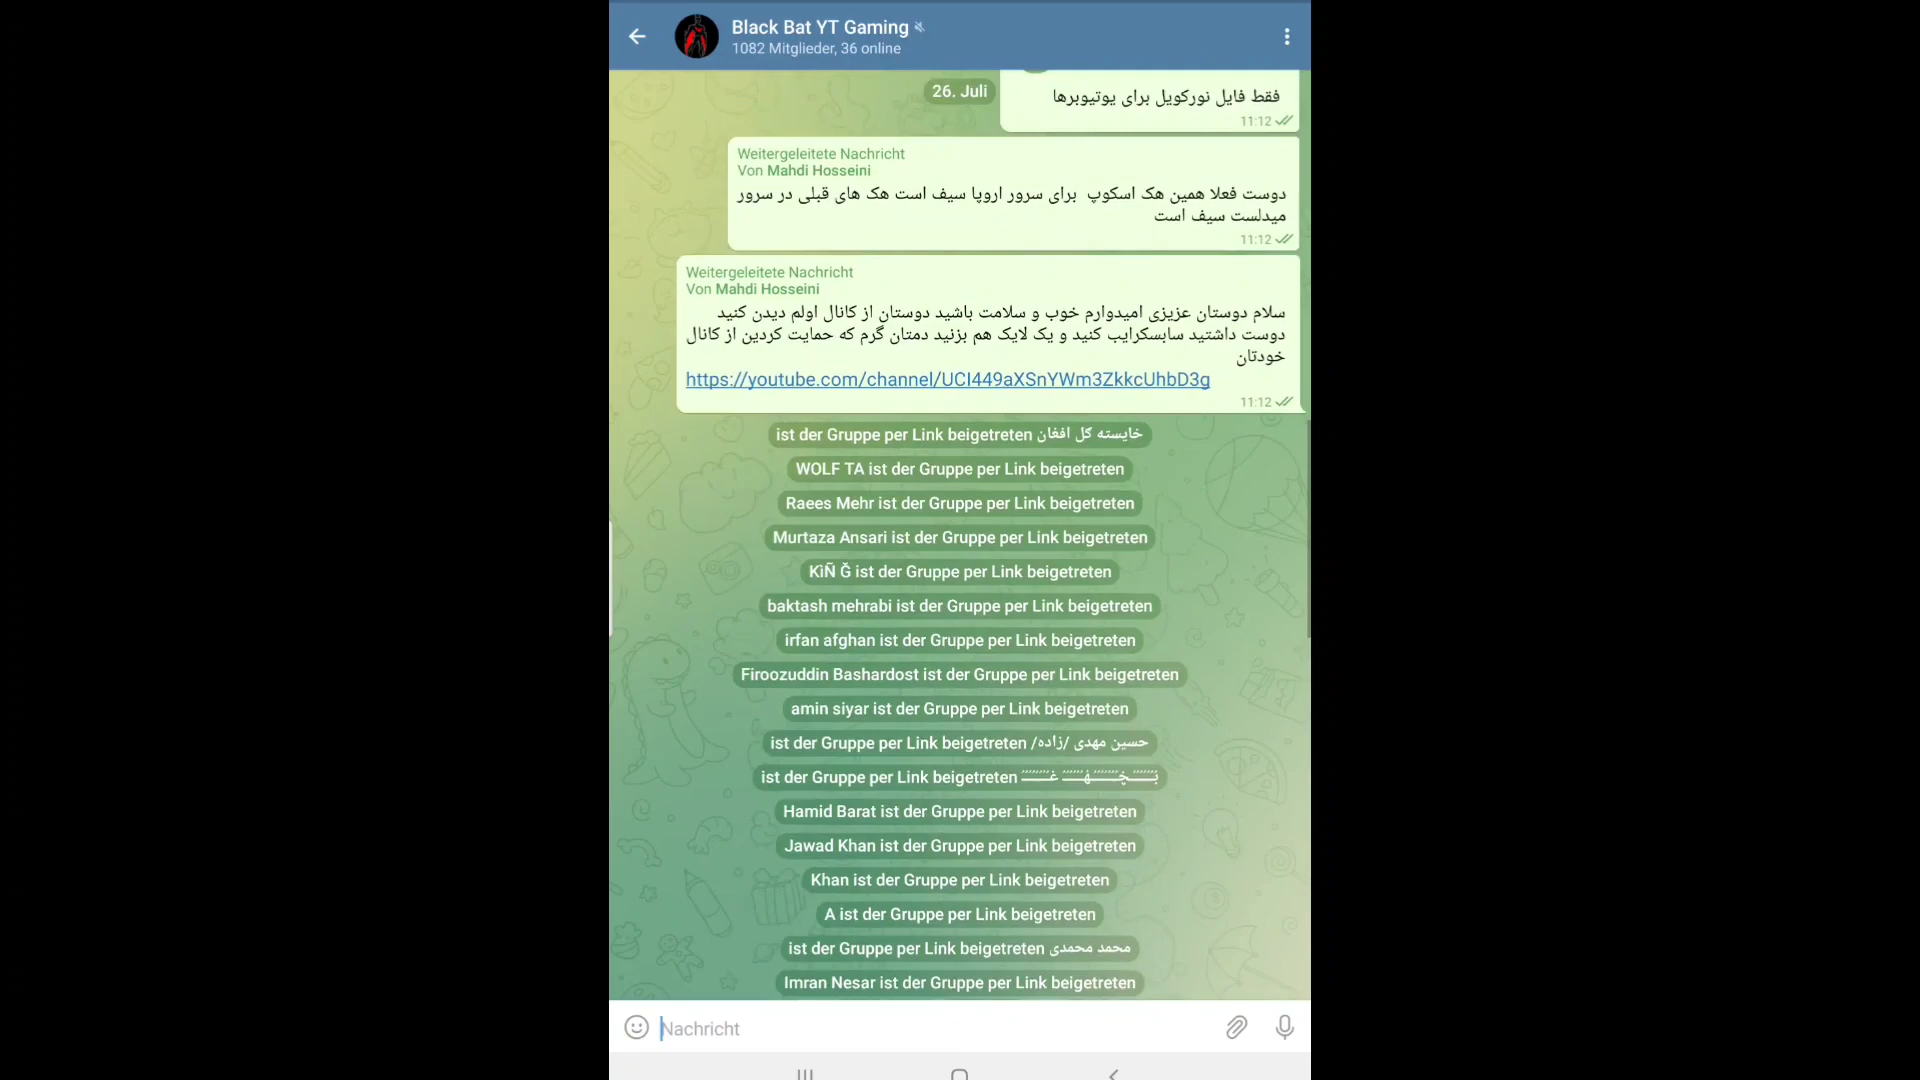 Black Bat YT Gaming
1082 Mitglieder, 36 online
26. Juli
فقط فایل نورکویل برای یوتیوبرها
11:12
Weitergeleitete Nachricht
Von Mahdi Hosseini
دوست فعلا همین هک اسکوپ برای سرور اروپا سیف است هک های قبلی در سرور
میدلست سیف است
11:12
Weitergeleitete Nachricht
Von Mahdi Hosseini
سلام دوستان عزیزی امیدوارم خوب و سلامت باشید دوستان از کانال اولم دیدن کنید
دوست داشتید سابسکرایب کنید و یک لایک هم بزنید دمتان گرم که حمایت کردین از کانال
خودتان
https://youtube.com/channel/UCI449aXSnYWm3ZkkcUhbD3g
11:12
ist der Gruppe per Link beigetreten خایسته گل افغان
WOLF TA ist der Gruppe per Link beigetreten
Raees Mehr ist der Gruppe per Link beigetreten
Murtaza Ansari ist der Gruppe per Link beigetreten
KiÑ Ğ ist der Gruppe per Link beigetreten
baktash mehrabi ist der Gruppe per Link beigetreten
irfan afghan ist der Gruppe per Link beigetreten
Firoozuddin Bashardost ist der Gruppe per Link beigetreten
amin siyar ist der Gruppe per Link beigetreten
ist der Gruppe per Link beigetreten حسین مهدی /زاده/
ist der Gruppe per Link beigetreten
Hamid Barat ist der Gruppe per Link beigetreten
Jawad Khan ist der Gruppe per Link beigetreten
Khan ist der Gruppe per Link beigetreten
A ist der Gruppe per Link beigetreten
ist der Gruppe per Link beigetreten محمد محمدی
Imran Nesar ist der Gruppe per Link beigetreten
Nachricht